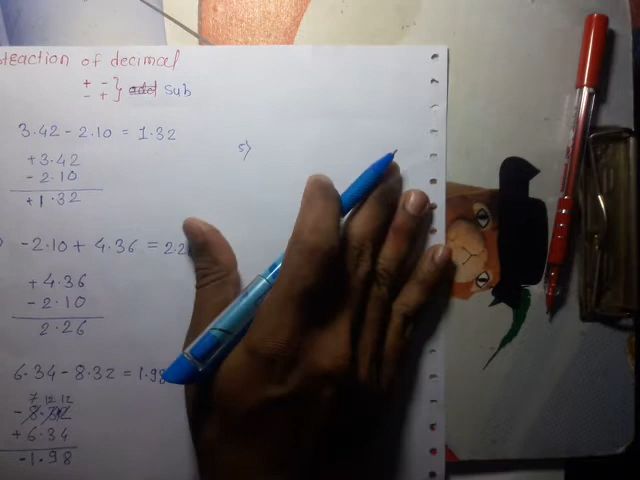 traction of decimal
+ -
- + } add sub
3.42 - 2.10 = 1.32
+3.42
- 2.10
+1.32
-2.10 + 4.36 = 2.2
+4.36
- 2.10
2.26
6.34 - 8.32 = 1.98
7 12 12
- 8.32
+ 6.34
-1.98
5)